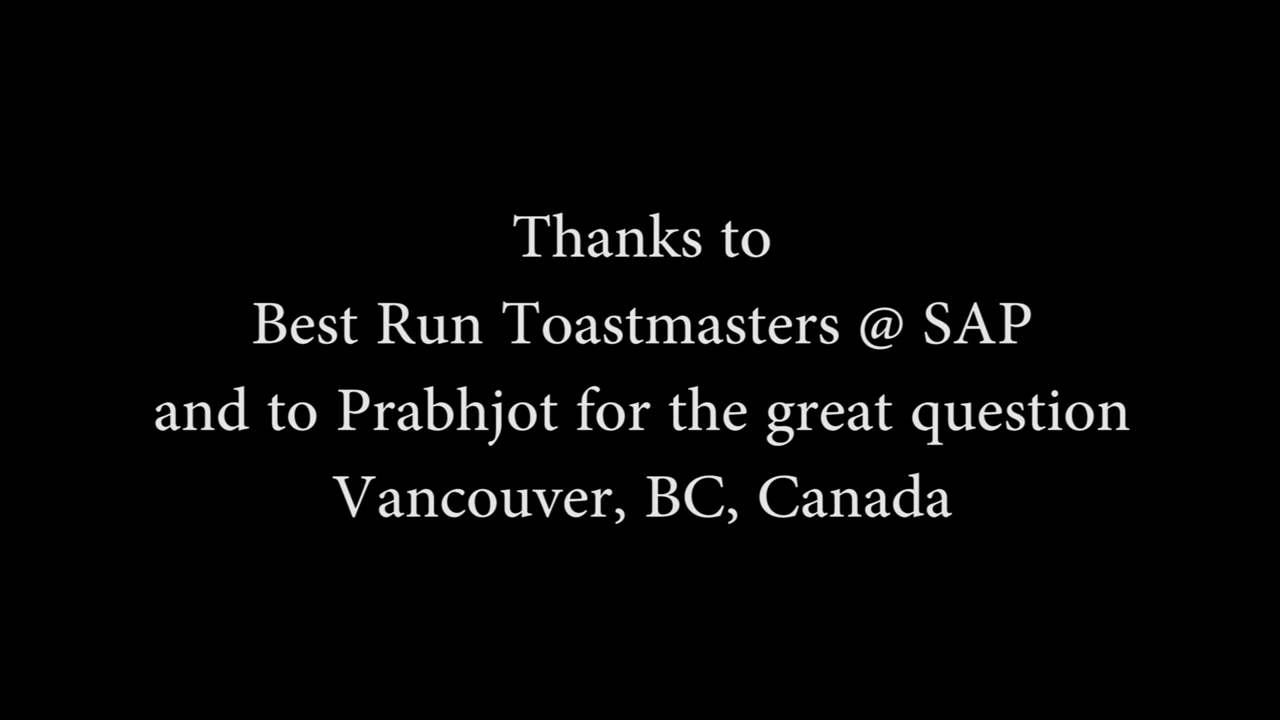 Thanks to
Best Run Toastmasters @ SAP
and to Prabhjot for the great question
Vancouver, BC, Canada